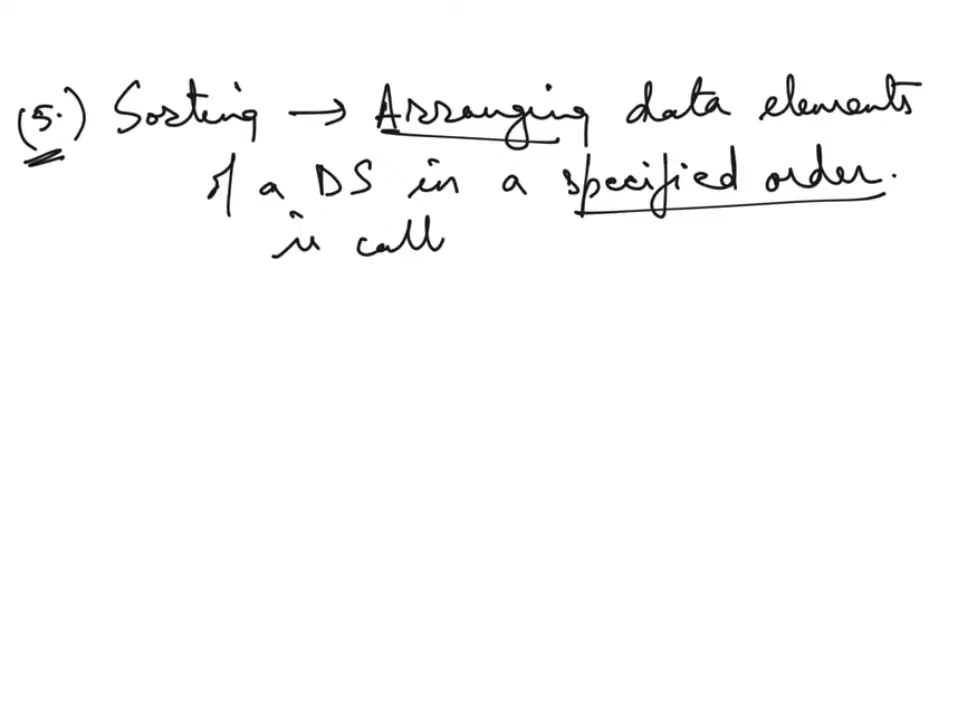 (5.) Sorting → Arranging data elements
of a DS in a specified order.
is call